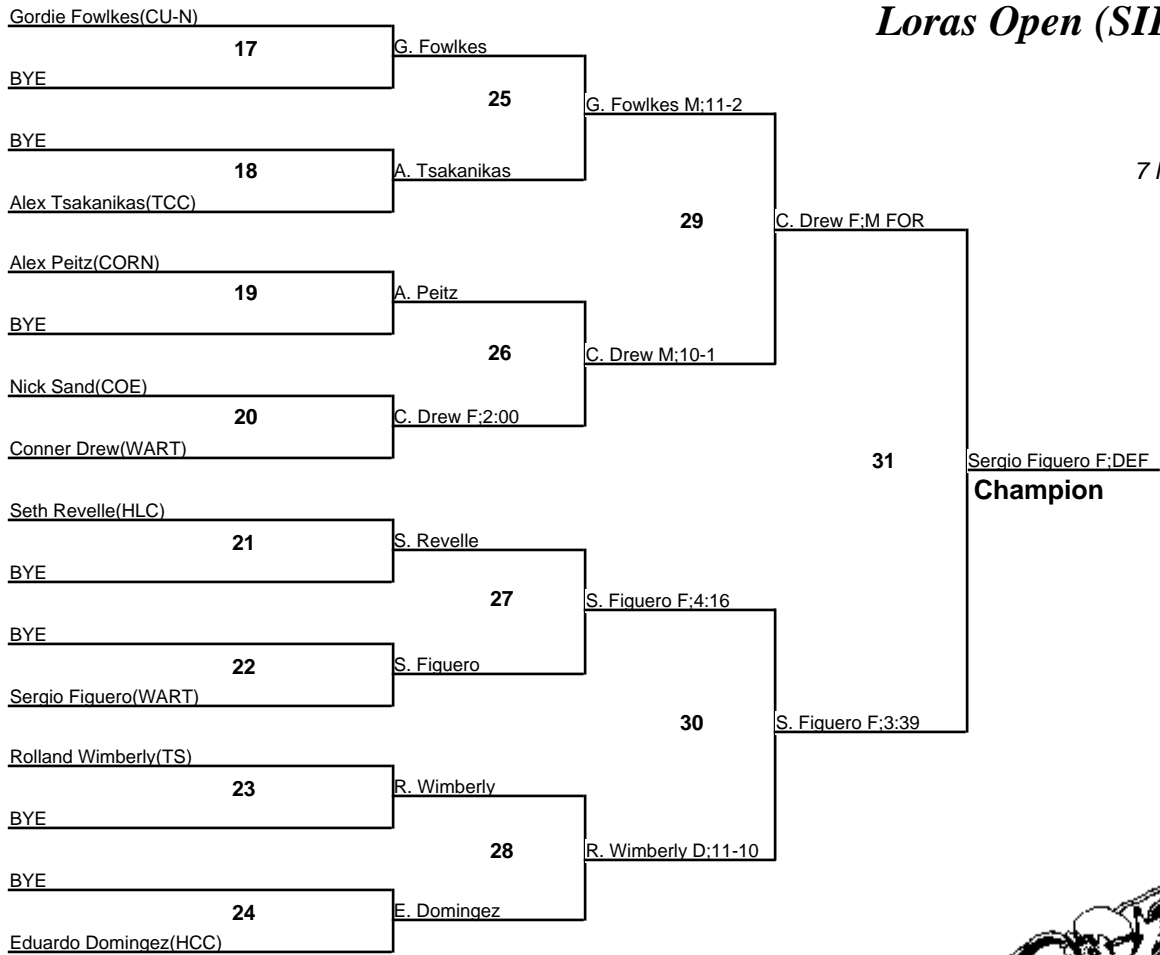 Gordie Fowlkes(CU-N)
Loras Open (SI
17
G. Fowlkes
BYE
25
G. Fowlkes M;11-2
BYE
18
A. Tsakanikas
7
Alex Tsakanikas(TCC)
29
C. Drew F;M FOR
Alex Peitz(CORN)
19
A. Peitz
BYE
26
C. Drew M;10-1
Nick Sand(COE)
20
C. Drew F;2:00
Conner Drew(WART)
31
Sergio Figuero F;DEF
Champion
Seth Revelle(HLC)
21
S. Revelle
BYE
27
S. Figuero F;4:16
BYE
22
S. Figuero
Sergio Figuero(WART)
30
S. Figuero F;3:39
Rolland Wimberly(TS)
23
R. Wimberly
BYE
28
R. Wimberly D;11-10
BYE
24
E. Domingez
Eduardo Domingez(HCC)